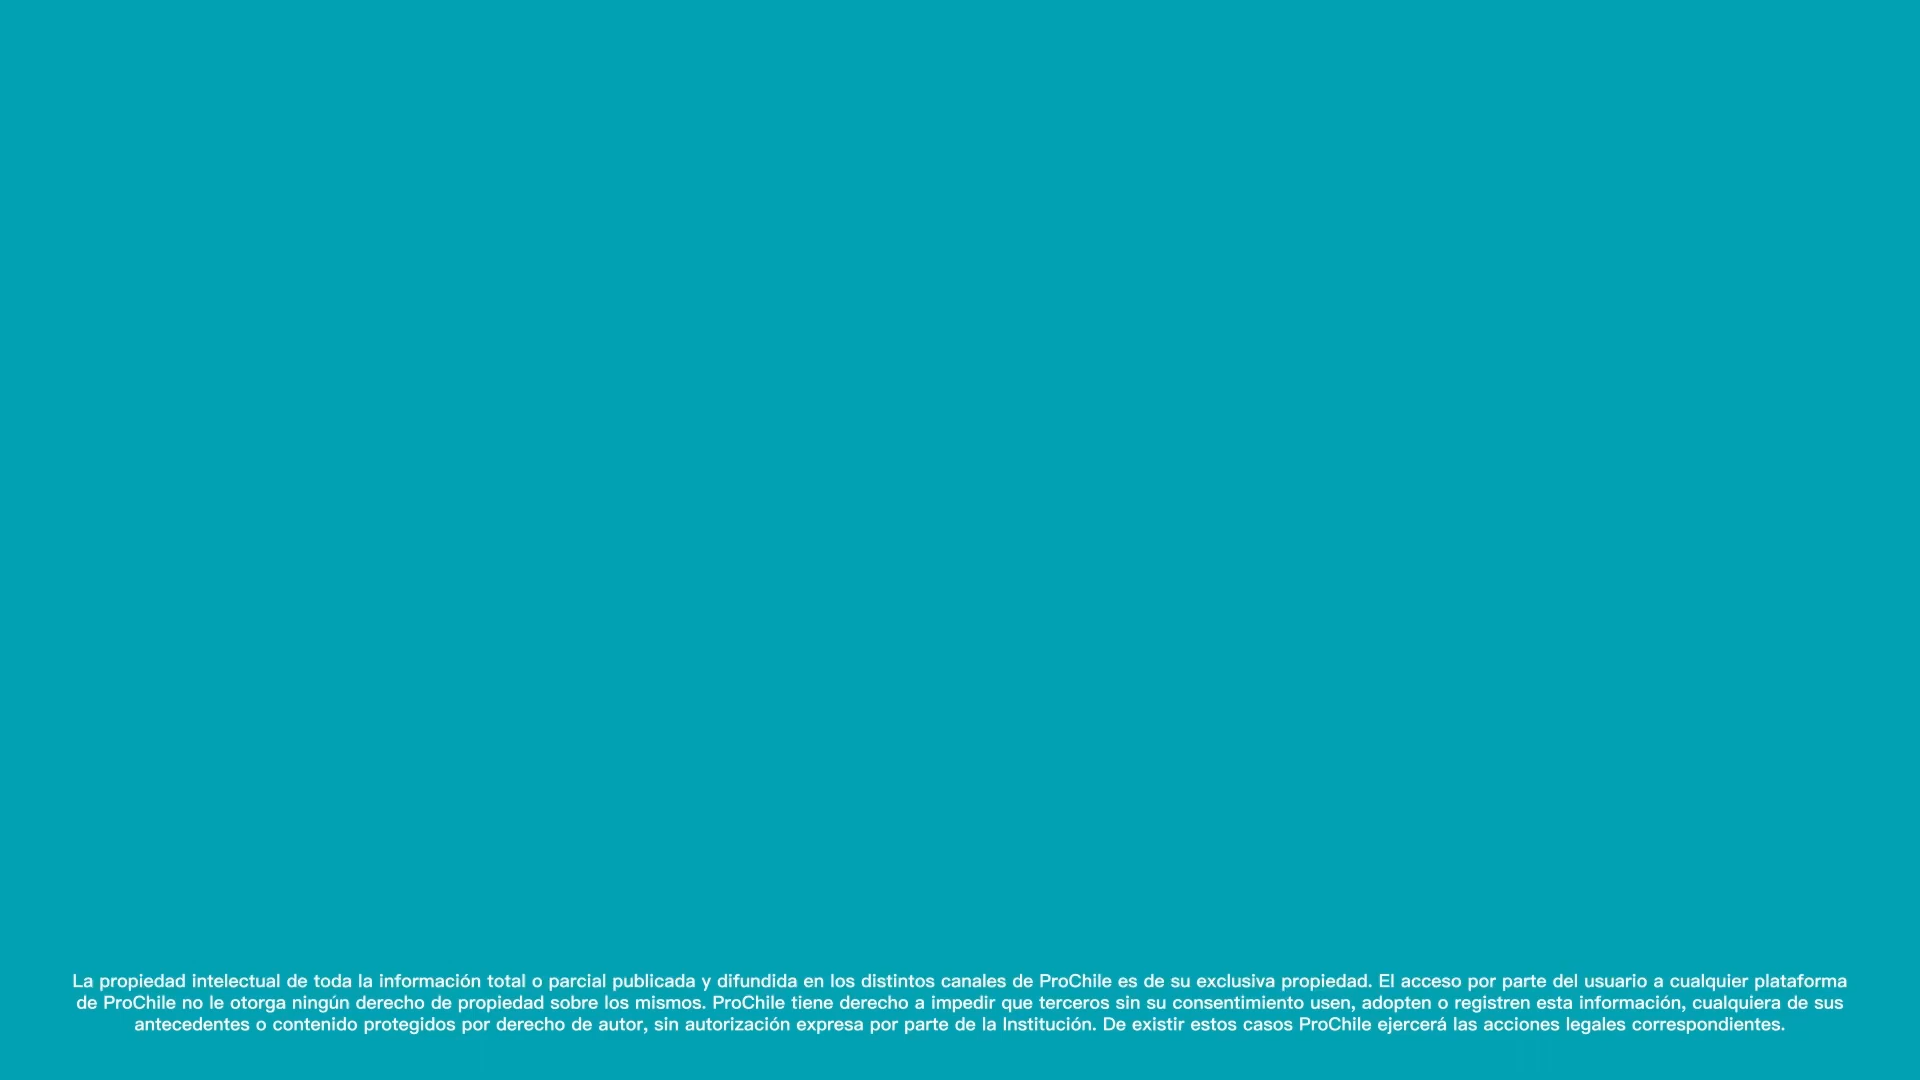 La propiedad intelectual de toda la información total o parcial publicada y difundida en los distintos canales de ProChile es de su exclusiva propiedad. El acceso por parte del usuario a cualquier plataforma
de ProChile no le otorga ningún derecho de propiedad sobre los mismos. ProChile tiene derecho a impedir que terceros sin su consentimiento usen, adopten o registren esta información, cualquiera de sus
antecedentes o contenido protegidos por derecho de autor, sin autorización expresa por parte de la Institución. De existir estos casos ProChile ejercerá las acciones legales correspondientes.